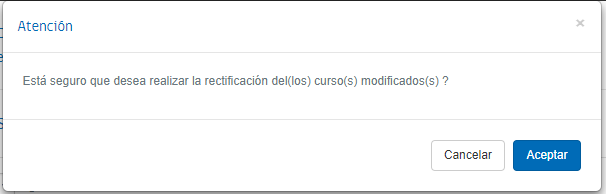 Atención
×
Está seguro que desea realizar la rectificación del(los) curso(s) modificados(s) ?
Cancelar
Aceptar